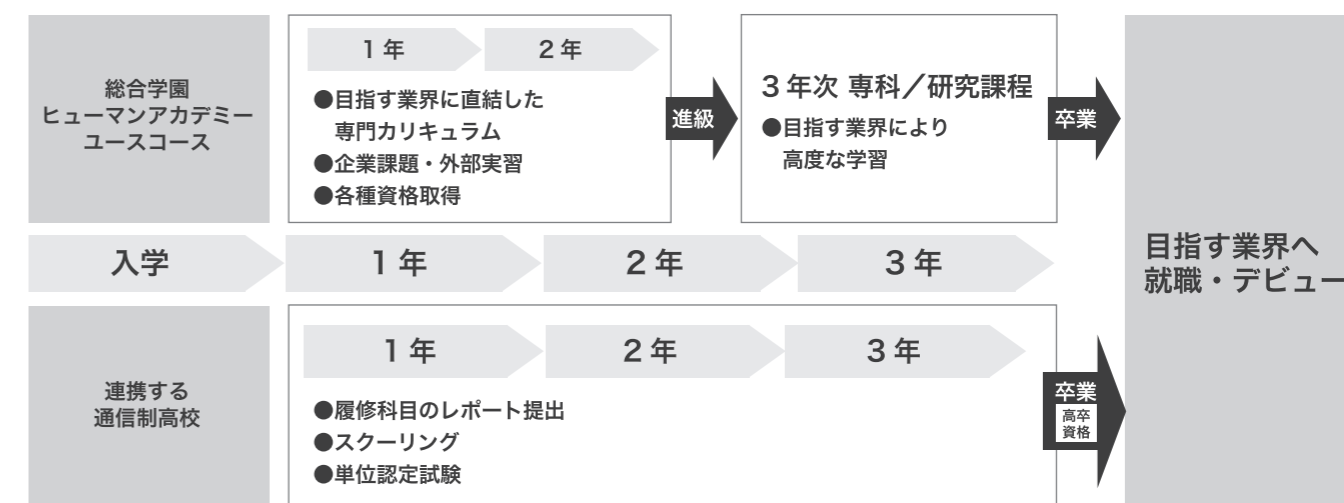 総合学園
ヒューマンアカデミー
ユースコース
1年
2年
●目指す業界に直結した
専門カリキュラム
●企業課題・外部実習
●各種資格取得
進級
3年次 専科／研究課程
●目指す業界により
高度な学習
卒業
入学
1年
2年
3年
目指す業界へ
就職・デビュー
連携する
通信制高校
1年
2年
3年
●履修科目のレポート提出
●スクーリング
●単位認定試験
卒業
高卒
資格